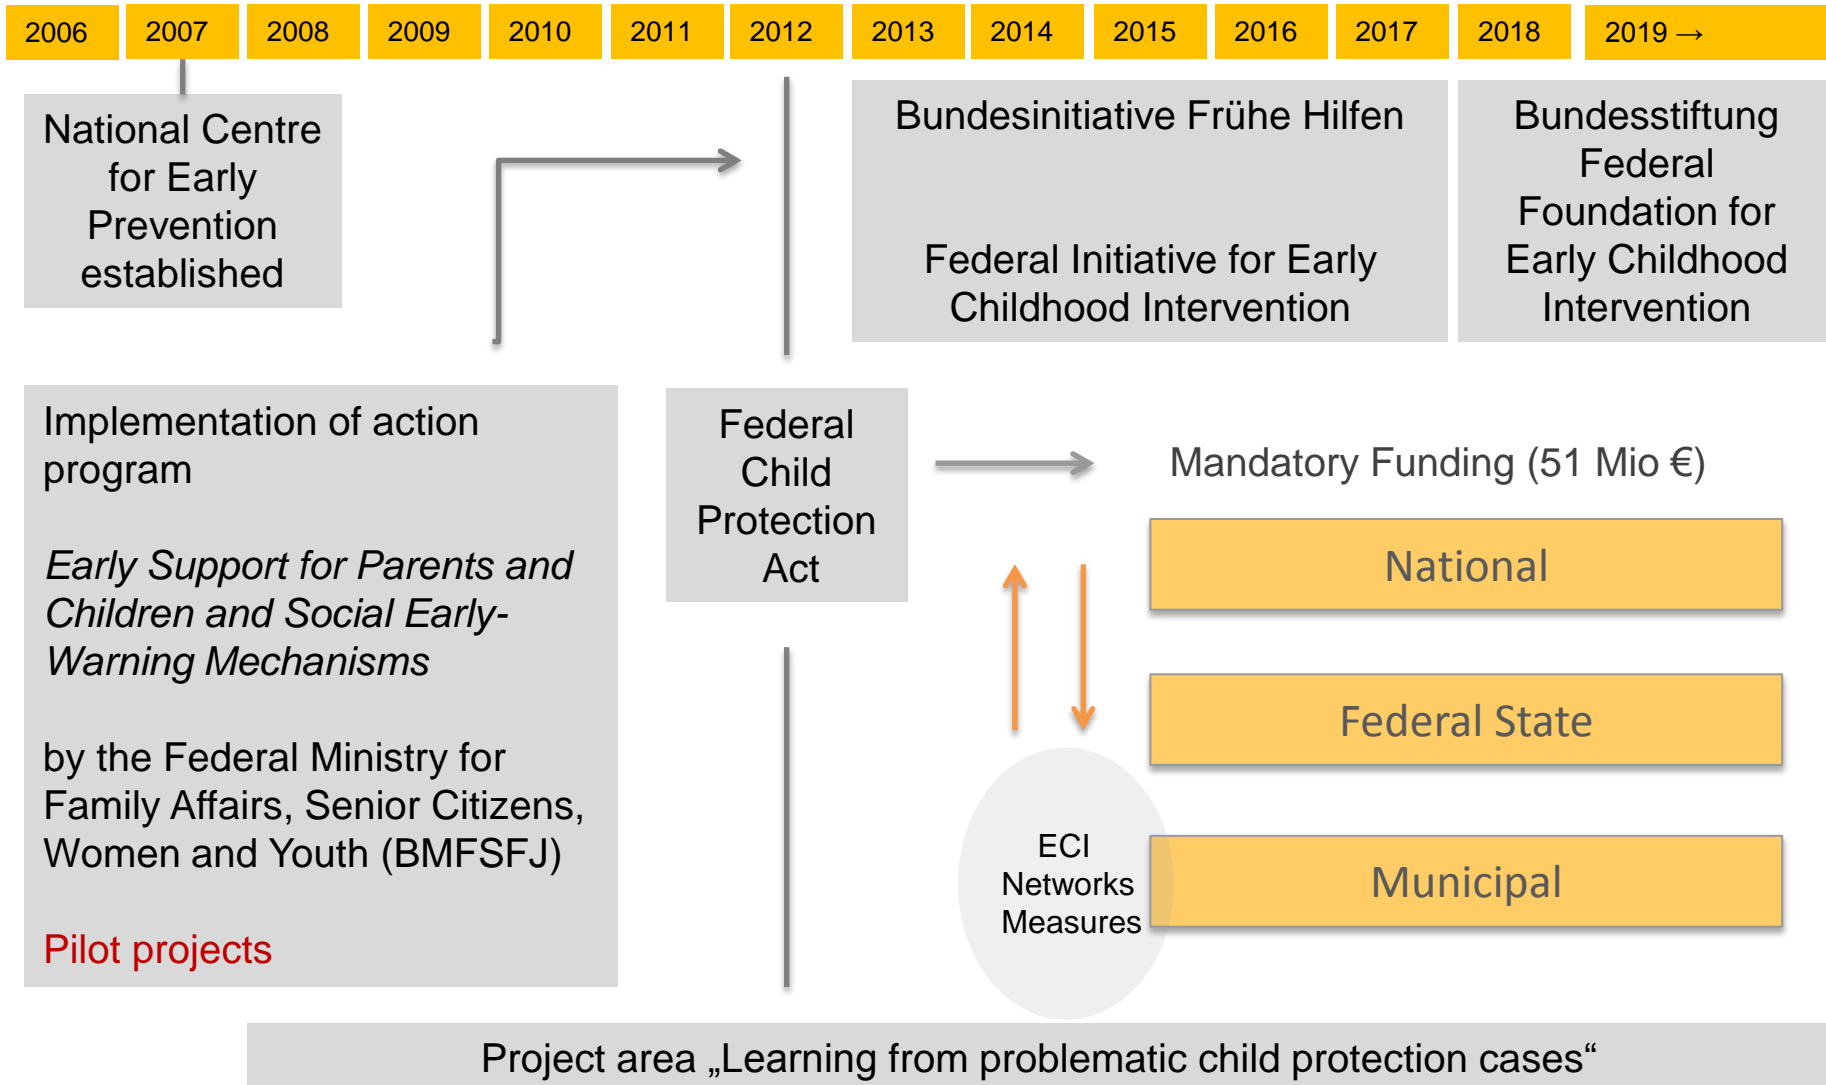 2006 2007 2008 2009 2010 2011 2012 2013 2014 2015 2016 2017 2018 2019 →
National Centre
for Early
Prevention
established
Bundesinitiative Frühe Hilfen
Federal Initiative for Early
Childhood Intervention
Bundesstiftung
Federal
Foundation for
Early Childhood
Intervention
Implementation of action
program
Early Support for Parents and
Children and Social Early-
Warning Mechanisms
by the Federal Ministry for
Family Affairs, Senior Citizens,
Women and Youth (BMFSFJ)
Pilot projects
Federal
Child
Protection
Act
Mandatory Funding (51 Mio €)
National
Federal State
Municipal
ECI
Networks
Measures
Project area „Learning from problematic child protection cases“